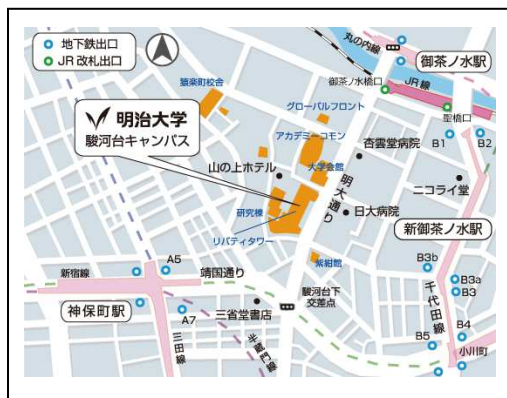 地下鉄出口
JR 改札出口
丸の内線
御茶ノ水駅
猿楽町校舎
御茶ノ水橋口
JR 線
グローバルフロント
聖橋口
明治大学
駿河台キャンパス
アカデミーコモン
杏雲堂病院
B1
B2
山の上ホテル
大学会館
明大通り
ニコライ堂
研究棟
日大病院
リバティタワー
新御茶ノ水駅
紫紺館
B3b
新宿線
A5
靖国通り
駿河台下
交差点
千代田線
B3a
B3
神保町駅
A7
三省堂書店
B4
三田線
半蔵門線
B5
小川町